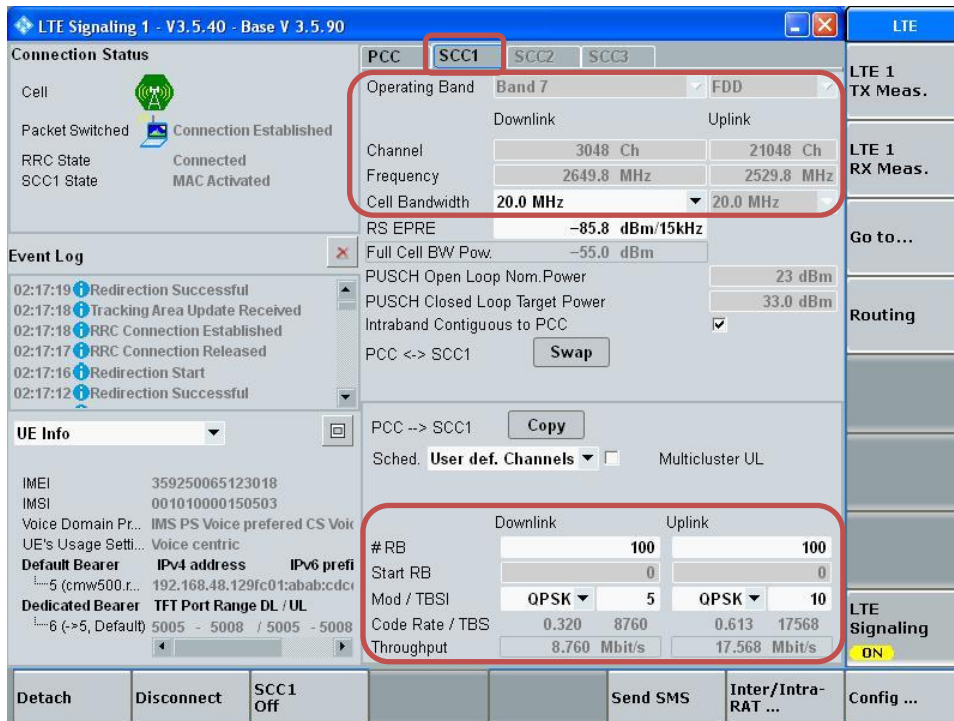 LTE Signaling 1 - V3.5.40 - Base V 3.5.90
LTE
Connection Status
Cell
Packet Switched Connection Established
RRC State Connected
SCC1 State MAC Activated
Event Log
02:17:19 Redirection Successful
02:17:18 Tracking Area Update Received
02:17:18 RRC Connection Established
02:17:17 RRC Connection Released
02:17:16 Redirection Start
02:17:12 Redirection Successful
UE Info
IMEI 359250065123018
IMSI 001010000150503
Voice Domain Pr... IMS PS Voice prefered CS Voic
UE's Usage Setti... Voice centric
Default Bearer IPv4 address IPv6 prefi
5 (cmw500.r... 192.168.48.129fc01:abab:cdce
Dedicated Bearer TFT Port Range DL / UL
6 (->5, Default) 5005 - 5008 / 5005 - 5008
PCC SCC1 SCC2 SCC3
Operating Band Band 7 FDD
Downlink Uplink
Channel 3048 Ch 21048 Ch
Frequency 2649.8 MHz 2529.8 MHz
Cell Bandwidth 20.0 MHz 20.0 MHz
RS EPRE -85.8 dBm/15kHz
Full Cell BW Pow. -55.0 dBm
PUSCH Open Loop Nom.Power 23 dBm
PUSCH Closed Loop Target Power 33.0 dBm
Intraband Contiguous to PCC
PCC <-> SCC1 Swap
PCC --> SCC1 Copy
Sched. User def. Channels Multicluster UL
Downlink Uplink
# RB 100 100
Start RB 0 0
Mod / TBSI QPSK 5 QPSK 10
Code Rate / TBS 0.320 8760 0.613 17568
Throughput 8.760 Mbit/s 17.568 Mbit/s
LTE 1
TX Meas.
LTE 1
RX Meas.
Go to...
Routing
LTE
Signaling
ON
Detach
Disconnect
SCC1
Off
Send SMS
Inter/Intra-
RAT ...
Config ...